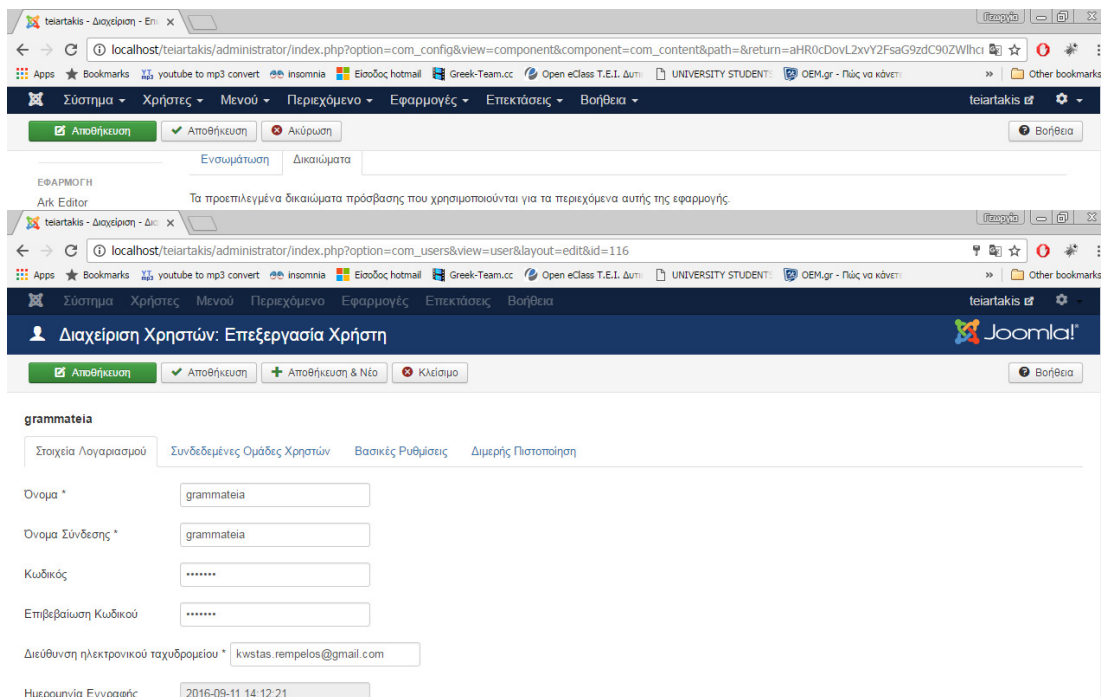 teiartakis - Διαχείριση - Επι
Γεωργία
localhost/teiartakis/administrator/index.php?option=com_config&view=component&component=com_content&path=&return=aHR0cDovL2xvY2FsaG9zdC90ZWlhci
Apps Bookmarks youtube to mp3 convert insomnia Είσοδος hotmail Greek-Team.cc Open eClass Τ.Ε.Ι. Δυτι UNIVERSITY STUDENT OEM.gr - Πώς να κάνετε » Other bookmarks
Σύστημα Χρήστες Μενού Περιεχόμενο Εφαρμογές Επεκτάσεις Βοήθεια teiartakis
Αποθήκευση Αποθήκευση Ακύρωση Βοήθεια
Ενσωμάτωση Δικαιώματα
ΕΦΑΡΜΟΓΗ
Ark Editor
Τα προεπιλεγμένα δικαιώματα πρόσβασης που χρησιμοποιούνται για τα περιεχόμενα αυτής της εφαρμογής.
teiartakis - Διαχείριση - Δια
Γεωργία
localhost/teiartakis/administrator/index.php?option=com_users&view=user&layout=edit&id=116
Apps Bookmarks youtube to mp3 convert insomnia Είσοδος hotmail Greek-Team.cc Open eClass Τ.Ε.Ι. Δυτι UNIVERSITY STUDENT OEM.gr - Πώς να κάνετε » Other bookmarks
Σύστημα Χρήστες Μενού Περιεχόμενο Εφαρμογές Επεκτάσεις Βοήθεια teiartakis
Διαχείριση Χρηστών: Επεξεργασία Χρήστη Joomla!
Αποθήκευση Αποθήκευση Αποθήκευση & Νέο Κλείσιμο Βοήθεια
grammateia
Στοιχεία Λογαριασμού Συνδεδεμένες Ομάδες Χρηστών Βασικές Ρυθμίσεις Διμερής Πιστοποίηση
Όνομα * grammateia
Όνομα Σύνδεσης * grammateia
Κωδικός •••••••
Επιβεβαίωση Κωδικού •••••••
Διεύθυνση ηλεκτρονικού ταχυδρομείου * kwstas.rempelos@gmail.com
Ημερομηνία Εγγραφής 2016-09-11 14:12:21